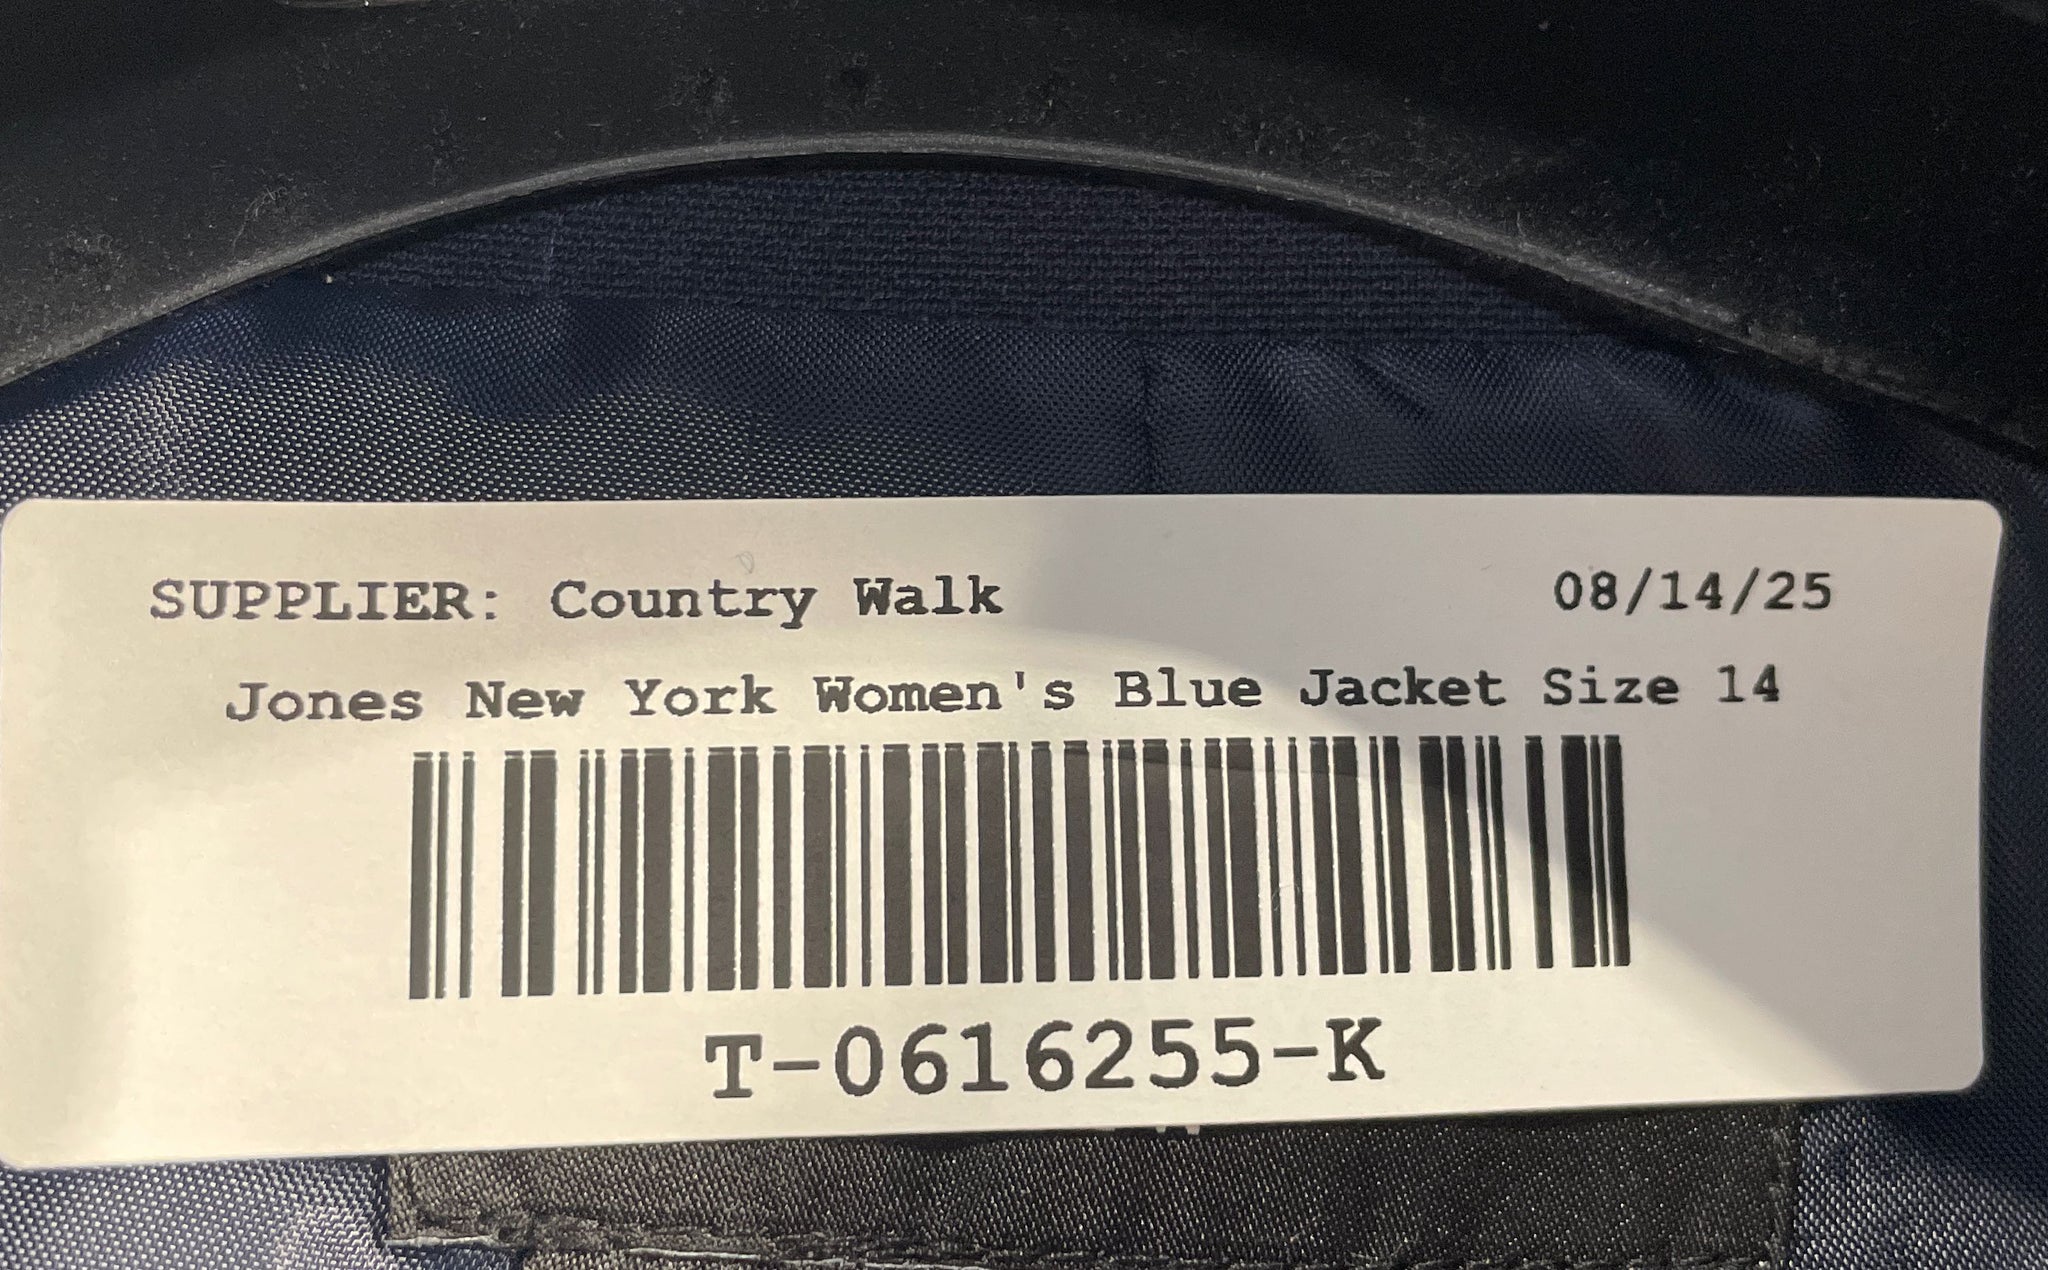 SUPPLIER: Country Walk 08/14/25
Jones New York Women's Blue Jacket Size 14
T-0616255-K